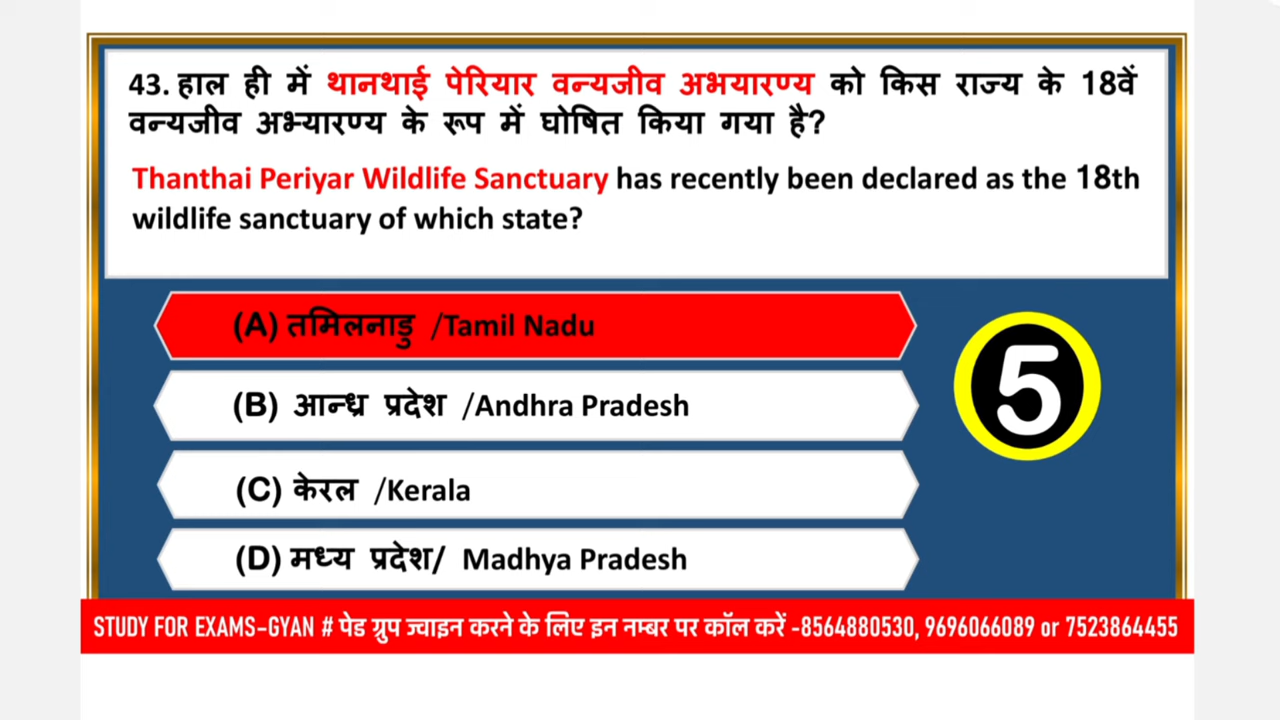 43. हाल ही में थानथाई पेरियार वन्यजीव अभयारण्य को किस राज्य के 18वें
वन्यजीव अभ्यारण्य के रूप में घोषित किया गया है?
Thanthai Periyar Wildlife Sanctuary has recently been declared as the 18th
wildlife sanctuary of which state?
(A) तमिलनाडु /Tamil Nadu
(B) आन्ध्र प्रदेश /Andhra Pradesh
5
(C) केरल /Kerala
(D) मध्य प्रदेश/ Madhya Pradesh
STUDY FOR EXAMS-GYAN # पेड ग्रुप ज्वाइन करने के लिए इन नम्बर पर कॉल करें -8564880530, 9696066089 or 7523864455